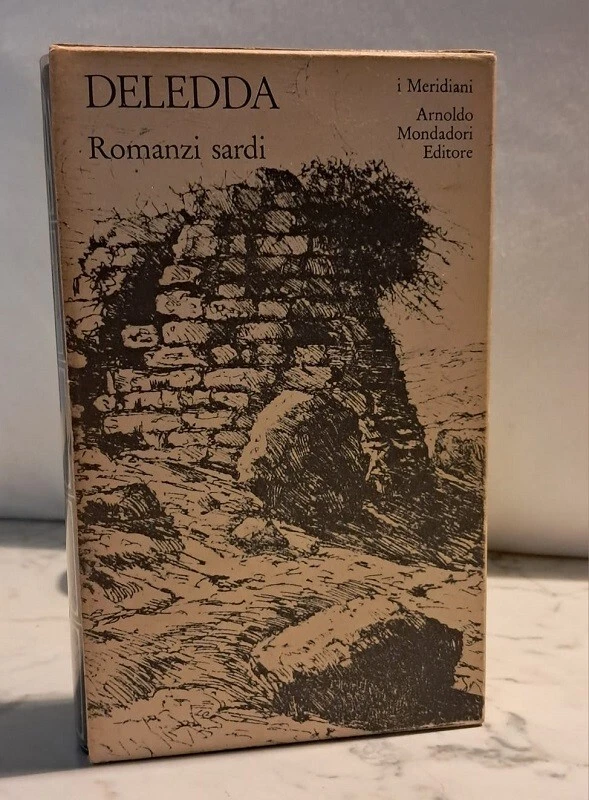 DELEDDA
Romanzi sardi
i Meridiani
Arnoldo
Mondadori
Editore